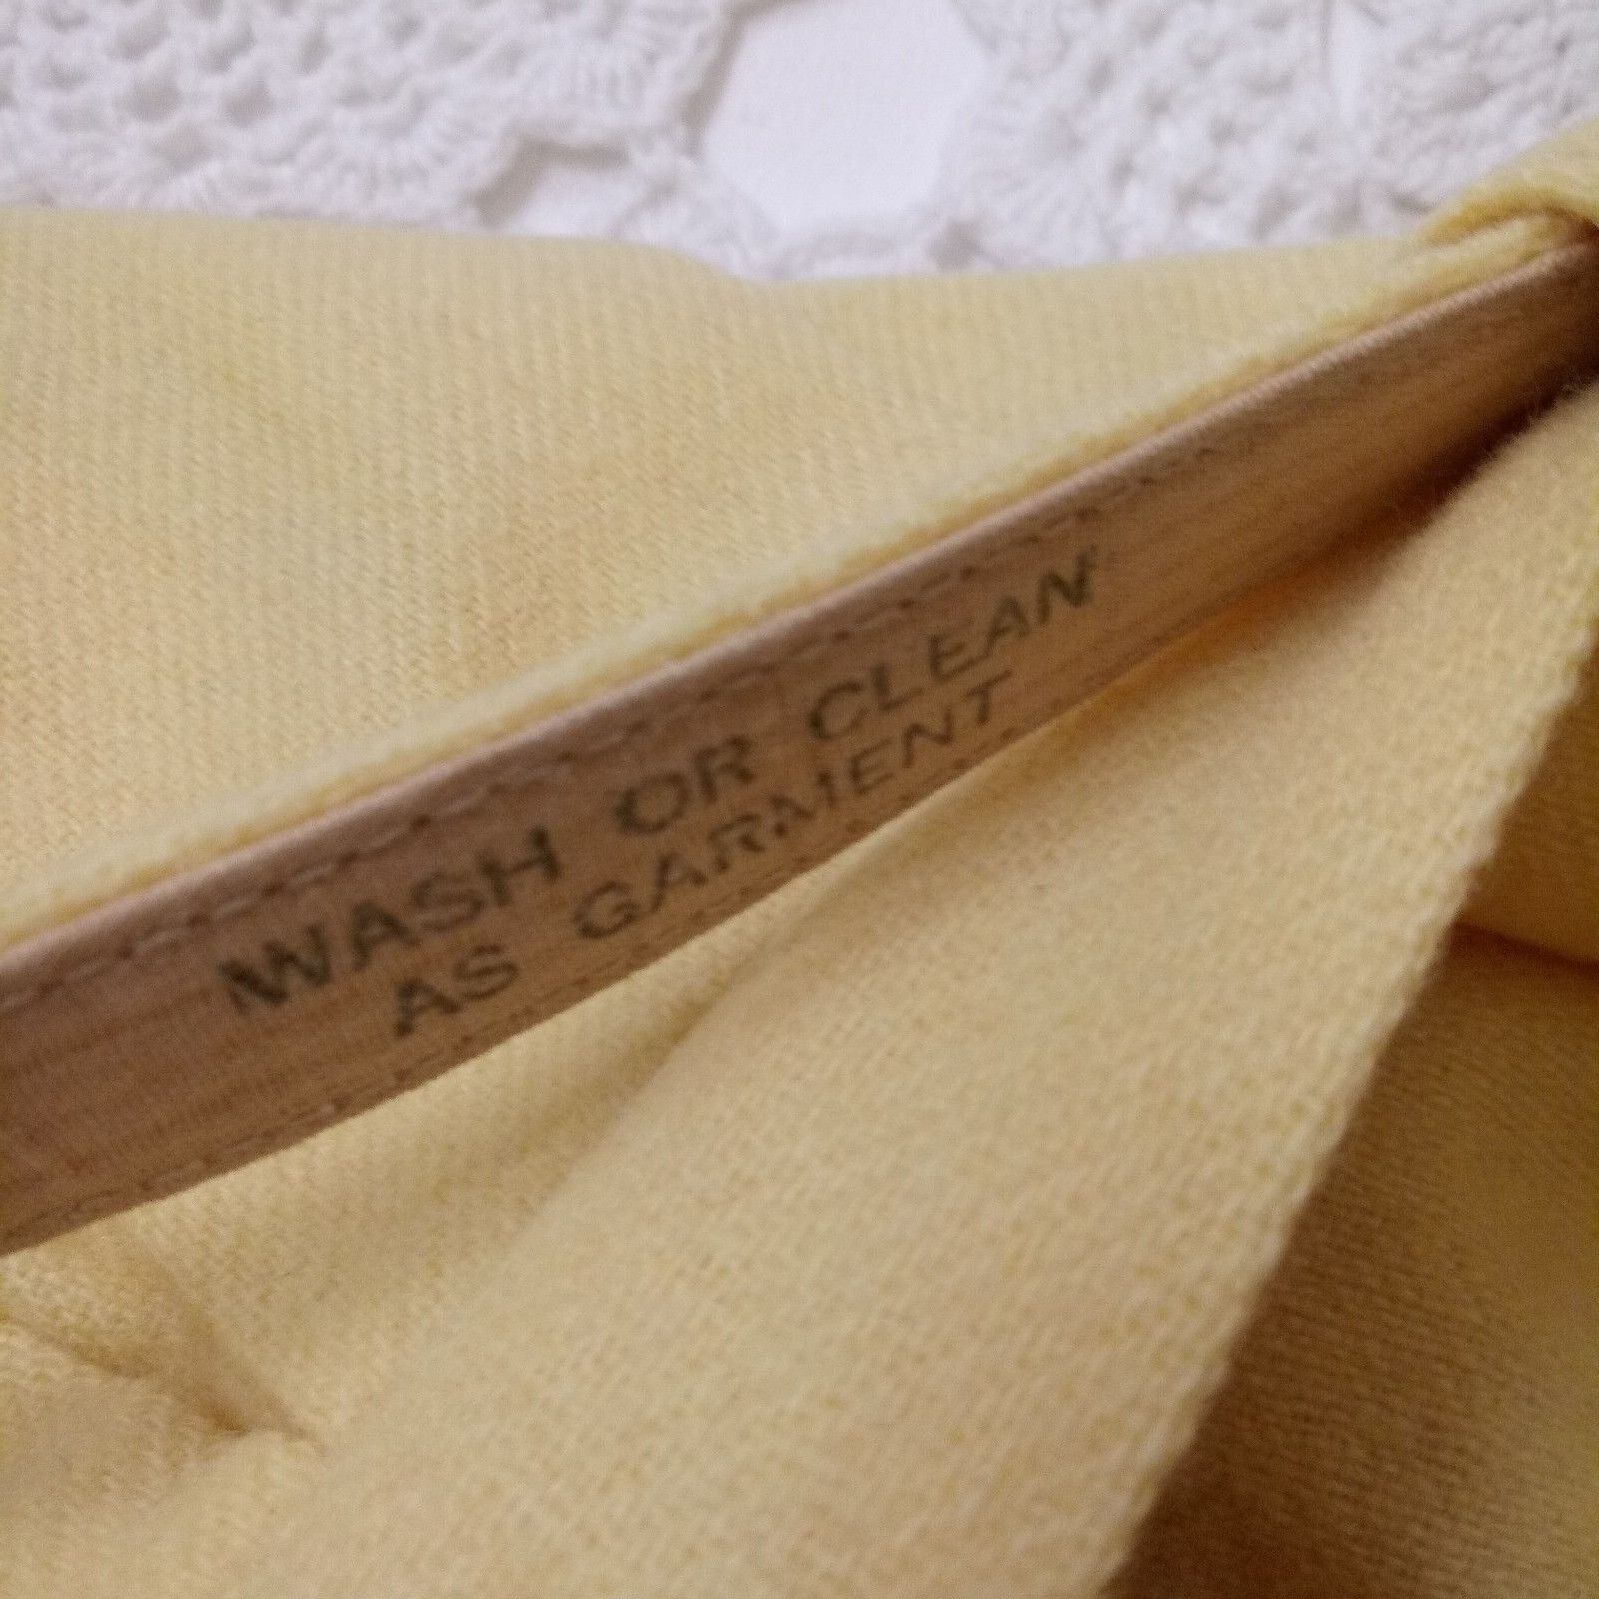 WASH OR CLEAN
AS GARMENT